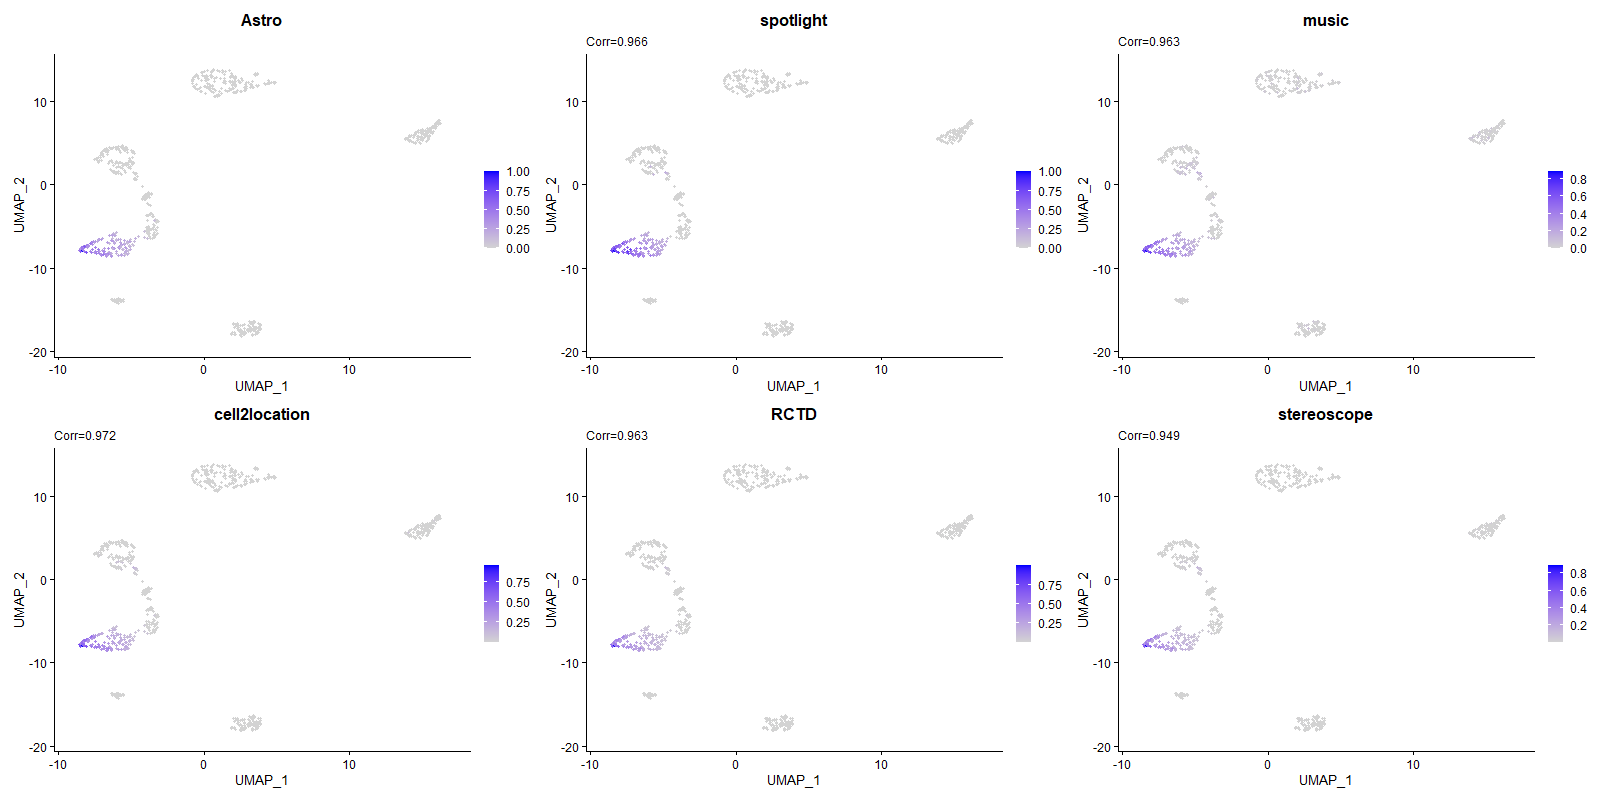 Astro
10
0
-10
-20
UMAP_2
-10
0
10
UMAP_1
1.00
0.75
0.50
0.25
0.00
spotlight
Corr=0.966
10
0
-10
-20
UMAP_2
-10
0
10
UMAP_1
1.00
0.75
0.50
0.25
0.00
music
Corr=0.963
10
0
-10
-20
UMAP_2
-10
0
10
UMAP_1
0.8
0.6
0.4
0.2
0.0
cell2location
Corr=0.972
10
0
-10
-20
UMAP_2
-10
0
10
UMAP_1
0.75
0.50
0.25
RCTD
Corr=0.963
10
0
-10
-20
UMAP_2
-10
0
10
UMAP_1
0.75
0.50
0.25
stereoscope
Corr=0.949
10
0
-10
-20
UMAP_2
-10
0
10
UMAP_1
0.8
0.6
0.4
0.2